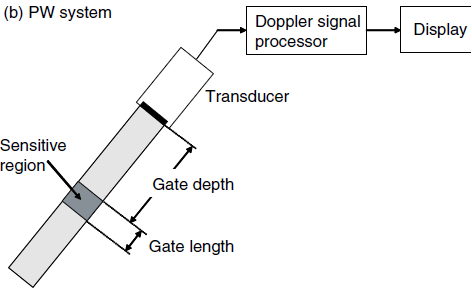 (b) PW system
Doppler signal
processor
Display
Transducer
Sensitive
region
Gate depth
Gate length